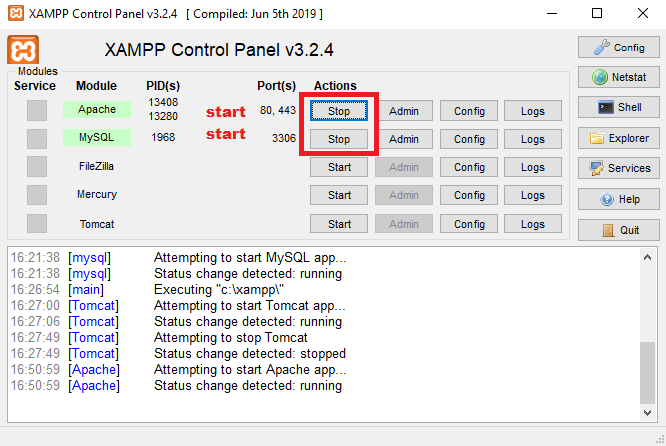 XAMPP Control Panel v3.2.4 [ Compiled: Jun 5th 2019 ]
XAMPP Control Panel v3.2.4
Config
Modules
Service Module PID(s) Port(s) Actions
Netstat
Apache 13408 13280 start 80, 443 Stop Admin Config Logs
Shell
MySQL 1968 start 3306 Stop Admin Config Logs
Explorer
FileZilla Start Admin Config Logs
Services
Mercury Start Admin Config Logs
Help
Tomcat Start Admin Config Logs
Quit
16:21:38 [mysql] Attempting to start MySQL app...
16:21:38 [mysql] Status change detected: running
16:26:54 [main] Executing "c:\xampp\"
16:27:00 [Tomcat] Attempting to start Tomcat app...
16:27:06 [Tomcat] Status change detected: running
16:27:49 [Tomcat] Attempting to stop Tomcat
16:27:49 [Tomcat] Status change detected: stopped
16:50:59 [Apache] Attempting to start Apache app...
16:50:59 [Apache] Status change detected: running